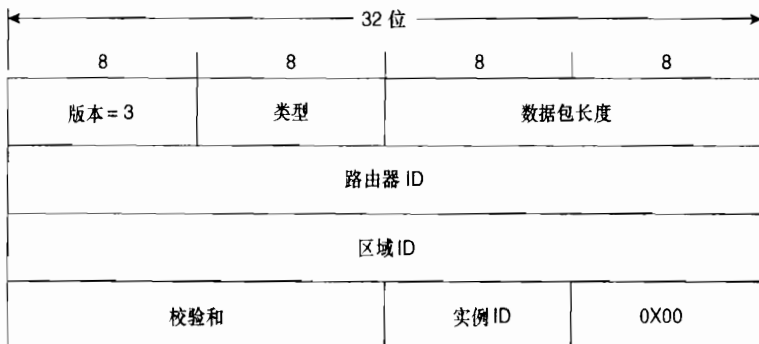 32 位
8 8 8 8
版本 = 3 类型 数据包长度
路由器 ID
区域 ID
校验和 实例 ID 0X00